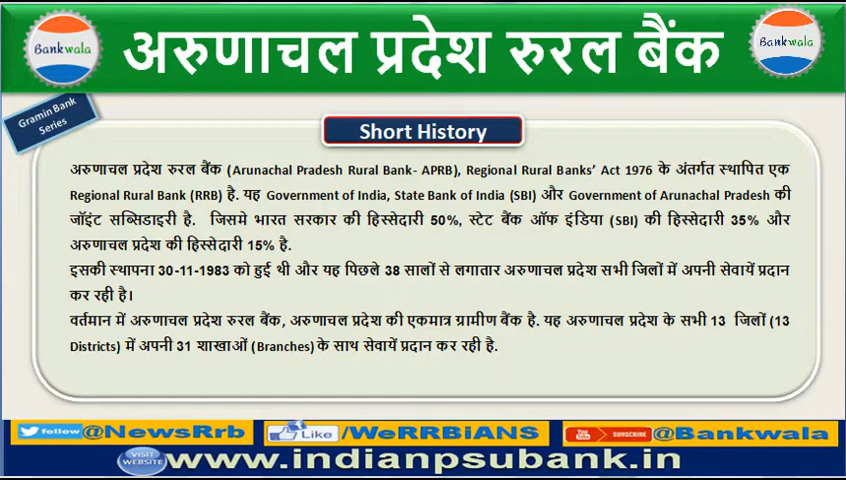 Bankwala
अरुणाचल प्रदेश रुरल बैंक
Bankwala
Gramin Bank
Series
Short History
अरुणाचल प्रदेश रुरल बैंक (Arunachal Pradesh Rural Bank- APRB), Regional Rural Banks' Act 1976 के अंतर्गत स्थापित एक
Regional Rural Bank (RRB) है. यह Government of India, State Bank of India (SBI) और Government of Arunachal Pradesh की
जॉइंट सब्सिडाइरी है. जिसमे भारत सरकार की हिस्सेदारी 50%, स्टेट बैंक ऑफ इंडिया (SBI) की हिस्सेदारी 35% और
अरुणाचल प्रदेश की हिस्सेदारी 15% है.
इसकी स्थापना 30-11-1983 को हुई थी और यह पिछले 38 सालों से लगातार अरुणाचल प्रदेश सभी जिलों में अपनी सेवायें प्रदान
कर रही है।
वर्तमान में अरुणाचल प्रदेश रुरल बैंक, अरुणाचल प्रदेश की एकमात्र ग्रामीण बैंक है. यह अरुणाचल प्रदेश के सभी 13 जिलों (13
Districts) में अपनी 31 शाखाओं (Branches) के साथ सेवायें प्रदान कर रही है.
follow @NewsRrb Like /WeRRBiANS You Tube SUBSCRIBE @Bankwala
VISIT WEBSITE www.indianpsubank.in